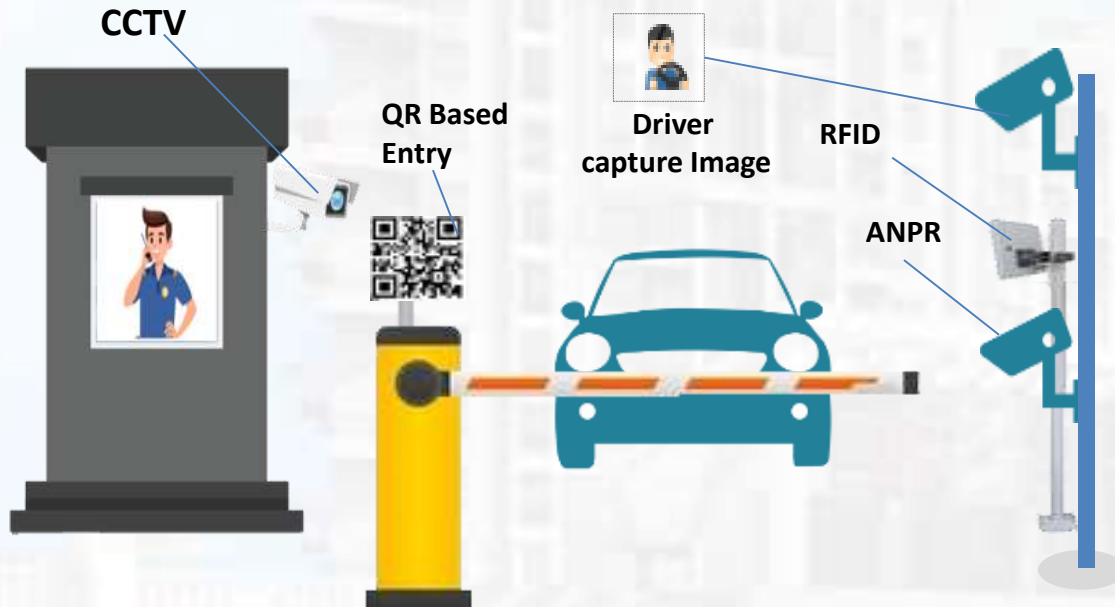 CCTV
QR Based
Entry
Driver
capture Image
RFID
ANPR